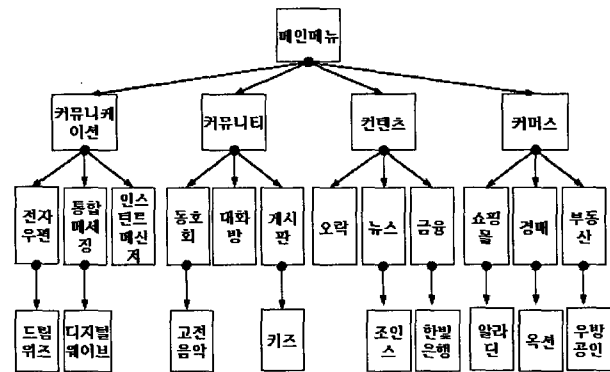 메인메뉴
커뮤니케
이션
커뮤니티
컨텐츠
커머스
전자
우편
통합
메세
징
인스
턴트
메신
저
동호
회
대화
방
게시
판
오락
뉴스
금융
쇼핑
몰
경매
부동
산
드림
위즈
디지털
웨이브
고전
음악
키즈
조인
스
한빛
은행
알라
딘
옥션
우방
공인